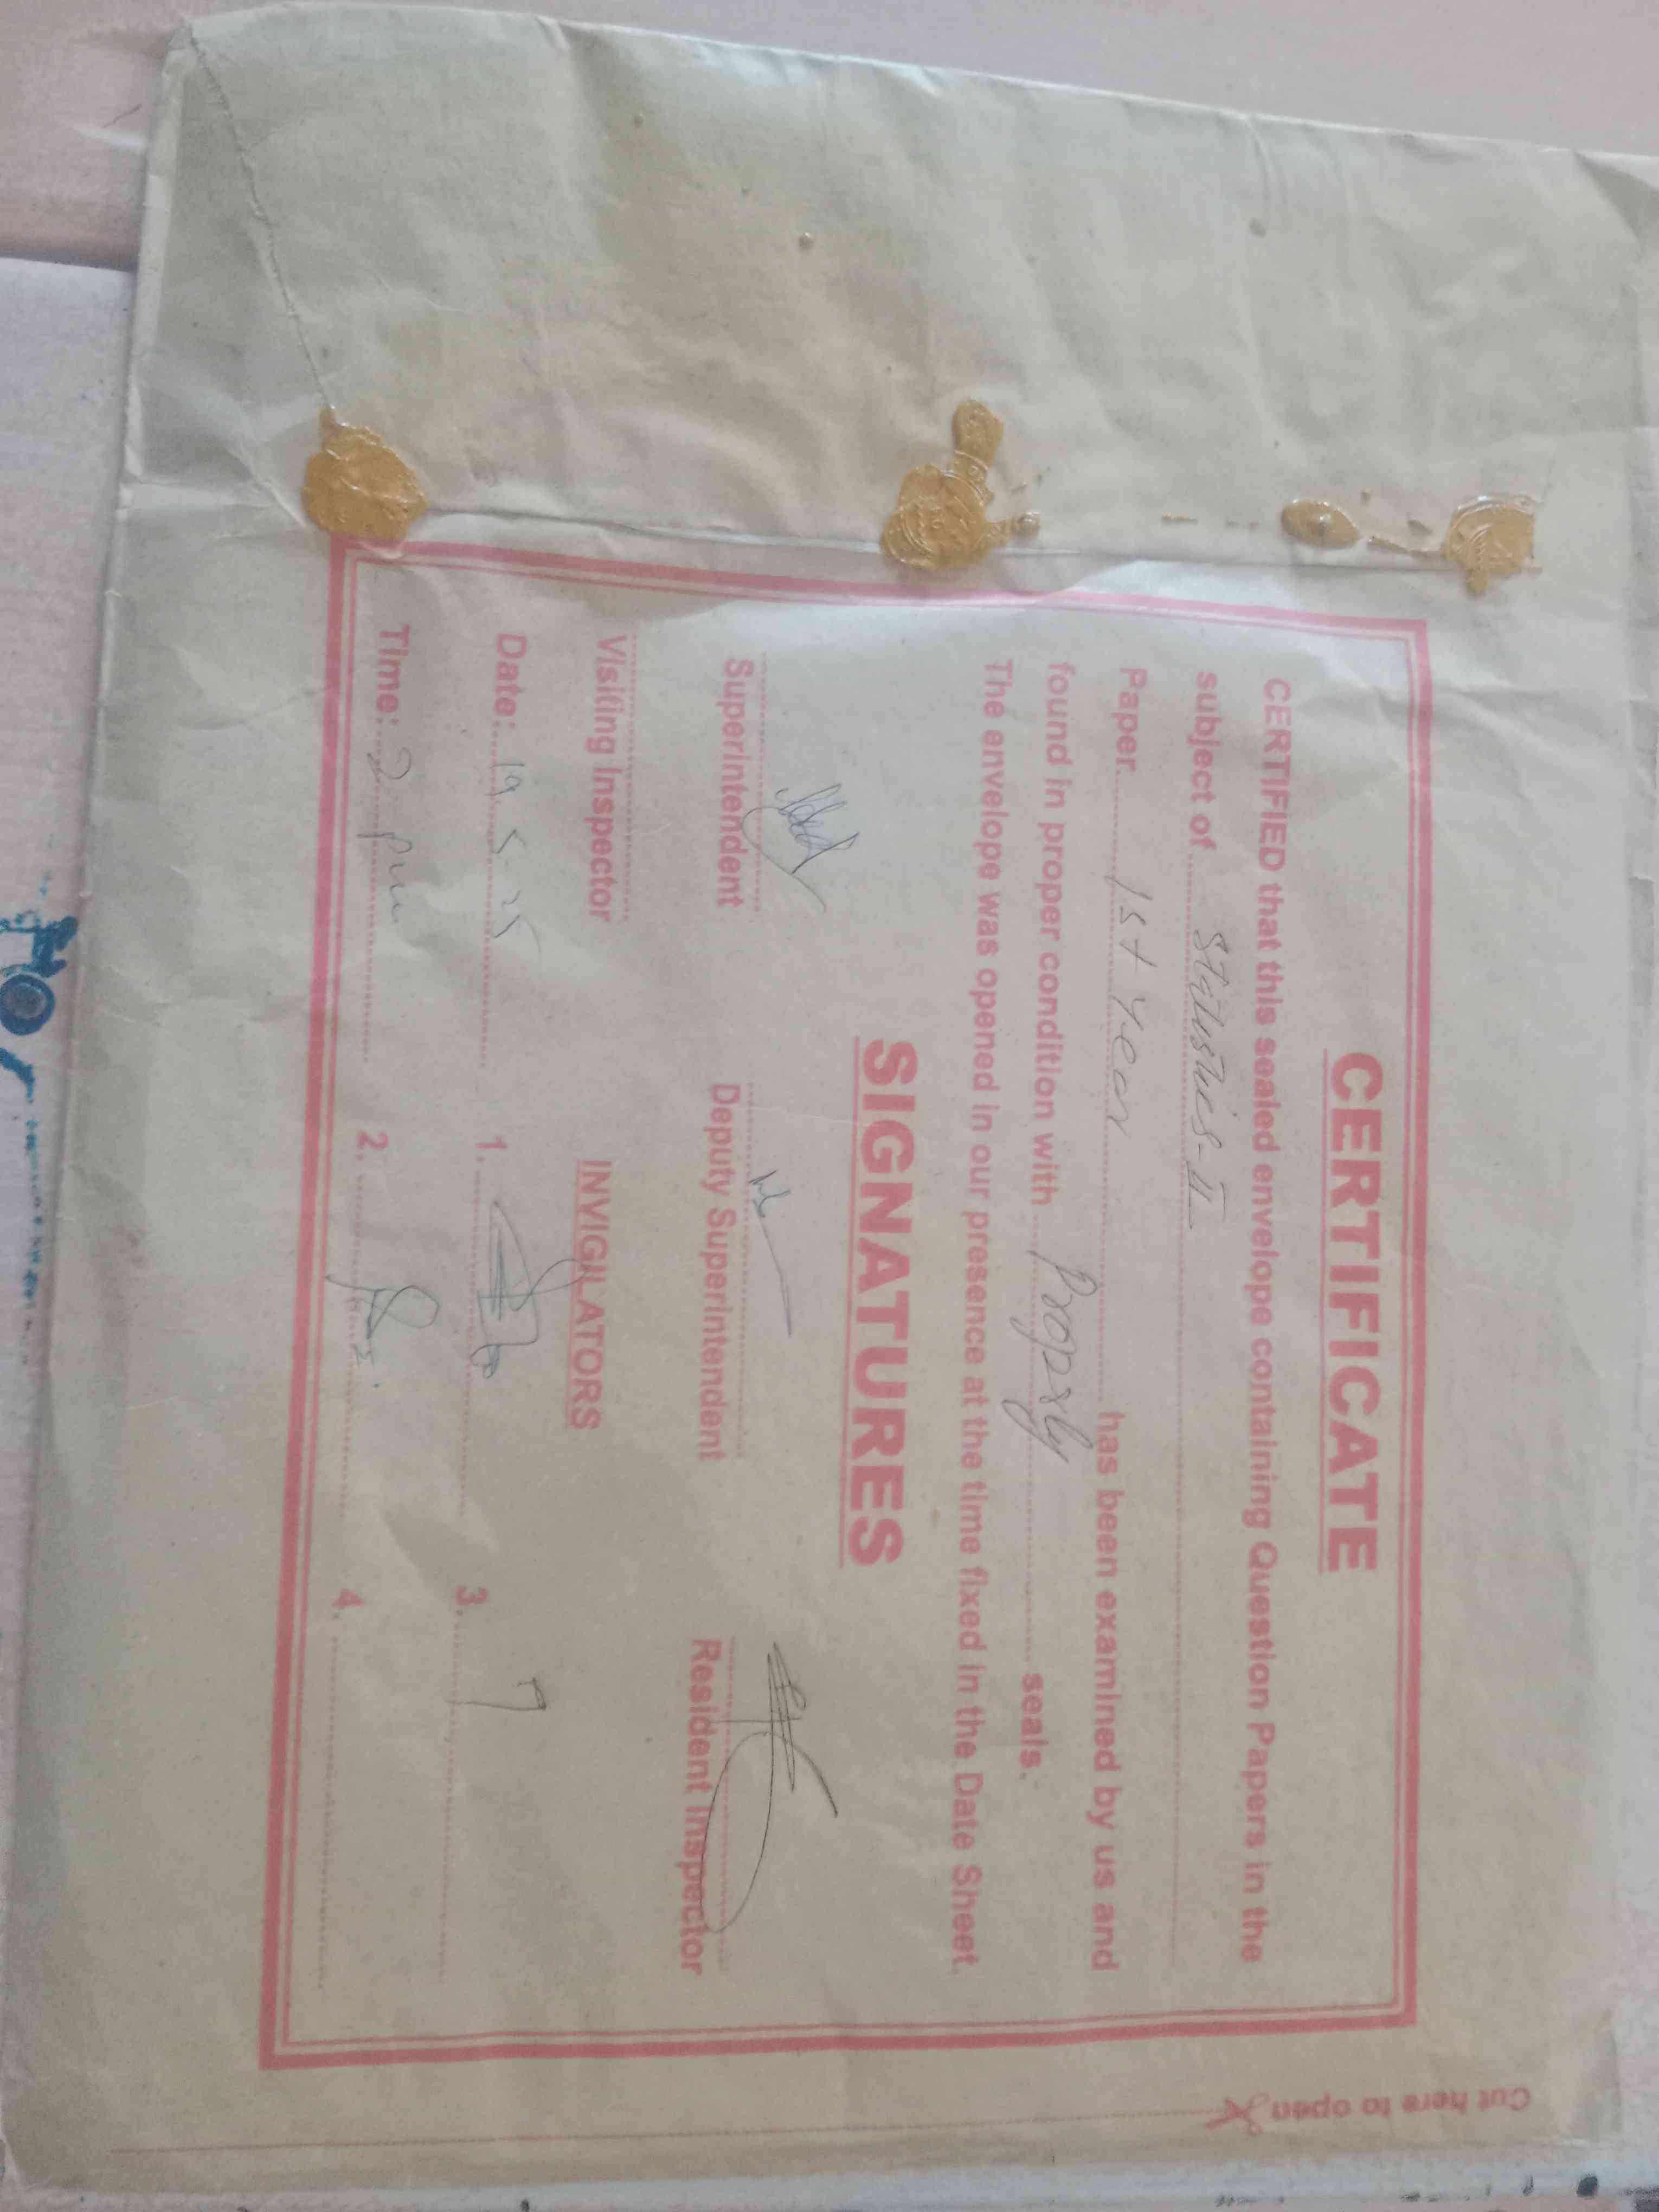 CERTIFICATE
CERTIFIED that this sealed envelope containing Question Papers in the
subject of Statistics-II
Paper 1st Year has been examined by us and
found in proper condition with Properly seals.
The envelope was opened in our presence at the time fixed in the Date Sheet.
SIGNATURES
Superintendent Deputy Superintendent Resident Inspector
Visiting Inspector INVIGILATORS
Date: 19.5.25 1. 3.
Time: 2 pm 2. 4.
Cut here to open